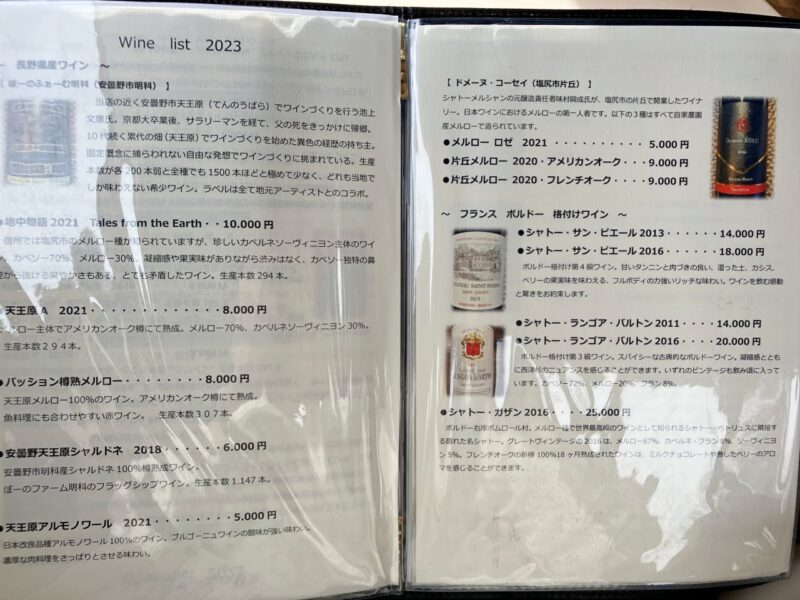 Wine list 2023
～ 長野県産ワイン ～
【 ぼーのふぁーむ明科（安曇野市明科） 】
当店の近く安曇野市天王原（てんのうばら）でワインづくりを行う池上
文康氏。京都大卒業後、サラリーマンを経て、父の死をきっかけに帰郷。
10代続く累代の畑（天王原）でワインづくりを始めた異色の経歴の持ち主。
固定概念に捕らわれない自由な発想でワインづくりに挑まれている。生産
本数が各200本弱と全種でも1500本ほどと極めて少なく、どれも当地で
しか味わえない希少ワイン。ラベルは全て地元アーティストとのコラボ。
●地中物語2021 Tales from the Earth・・10.000円
信州では塩尻市のメルロー種が知られていますが、珍しいカベルネソーヴィニヨン主体のワイ
カベソー70%、メルロー30%。凝縮感や果実味がありながら渋みはなく、カベソー独特の鼻
から抜ける爽やかさもある、とても矛盾したワイン。生産本数294本。
●天王原A 2021・・・・・・・・・・・・・8.000円
メルロー主体でアメリカンオーク樽にて熟成。メルロー70%、カベルネソーヴィニヨン30%。
生産本数294本。
●パッション樽熟メルロー・・・・・・・・・8.000円
天王原メルロー100%のワイン。アメリカンオーク樽にて熟成。
魚料理にも合わせやすい赤ワイン。 生産本数307本。
●安曇野天王原シャルドネ 2018・・・・・・6.000円
安曇野市明科産シャルドネ100%樽熟成ワイン。
ぼーのファーム明科のフラッグシップワイン。生産本数1,147本。
●天王原アルモノワール 2021・・・・・・・5.000円
日本改良品種アルモノワール100%のワイン。ブルゴーニュワインの酸味が強い味わい。
濃厚な肉料理をさっぱりとさせる味わい。
【 ドメーヌ・コーセイ（塩尻市片丘） 】
シャトーメルシャンの元醸造責任者味村興成氏が、塩尻市の片丘で開業したワイナ
リー。日本ワインにおけるメルローの第一人者です。以下の3種はすべて自家農園
産メルローで造られています。
●メルロー ロゼ 2021・・・・・・・・・・・5.000円
●片丘メルロー 2020・アメリカンオーク・・・9.000円
●片丘メルロー 2020・フレンチオーク・・・・9.000円
～ フランス ボルドー 格付けワイン ～
●シャトー・サン・ピエール2013・・・・・・14.000円
●シャトー・サン・ピエール2016・・・・・・18.000円
ボルドー格付け第4級ワイン。甘いタンニンと肉づきの良い、湿った土、カシス、
ベリーの果実味を味わえる、フルボディの力強いリッチな味わい。ワインを飲む感動
と驚きをお約束します。
●シャトー・ランゴア・バルトン2011・・・・14.000円
●シャトー・ランゴア・バルトン2016・・・・20.000円
ボルドー格付け第3級ワイン。スパイシーな古典的なボルドーワイン。凝縮感ととも
に西洋杉のニュアンスを感じることができます。いずれのビンテージも飲み頃に入って
います。カベソー72%、メルロー20%、フラン8%。
●シャトー・ガザン2016・・・・25.000円
ボルドー右岸ポムロール村。メルロー種で世界最高峰のワインとして知られるシャトー・ペトリュスに隣接す
る隠れた名シャトー。グレートヴィンテージの2016は、メルロー87%、カベルネ・フラン8%、ソーヴィニヨ
ン5%。フレンチオークの新樽100%18ヶ月熟成されたワインは、ミルクチョコレートや熟したベリーのアロ
マを感じることができます。